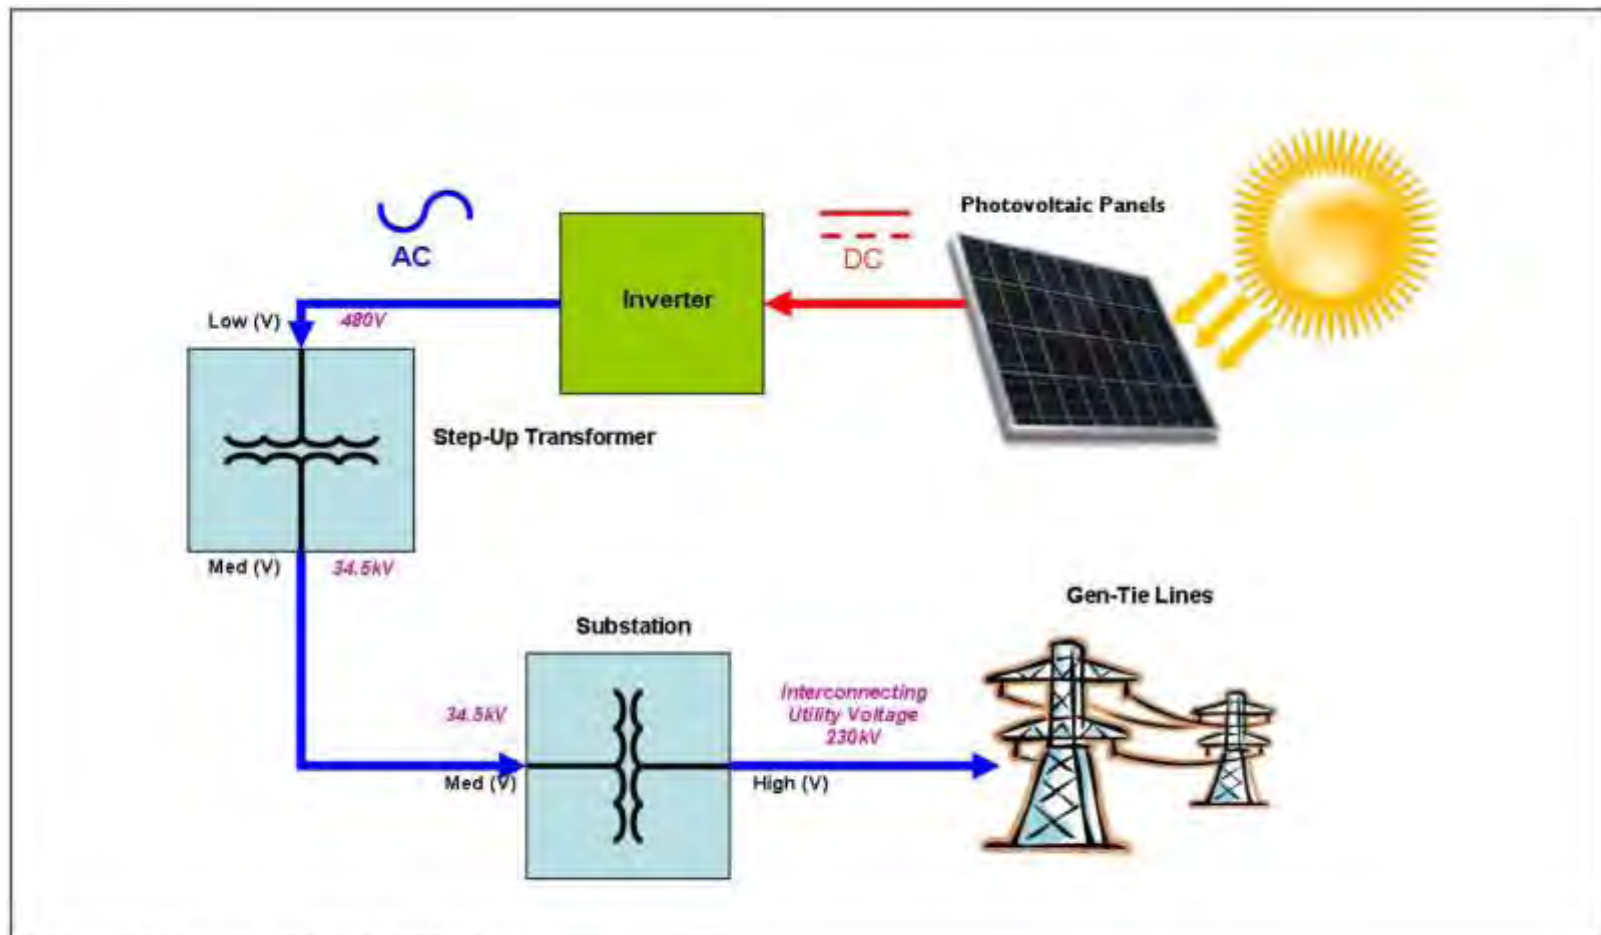 Photovoltaic Panels
DC
Inverter
AC
Low (V)
480V
Step-Up Transformer
Med (V)
34.5kV
Substation
34.5kV
Med (V)
Interconnecting
Utility Voltage
230kV
High (V)
Gen-Tie Lines